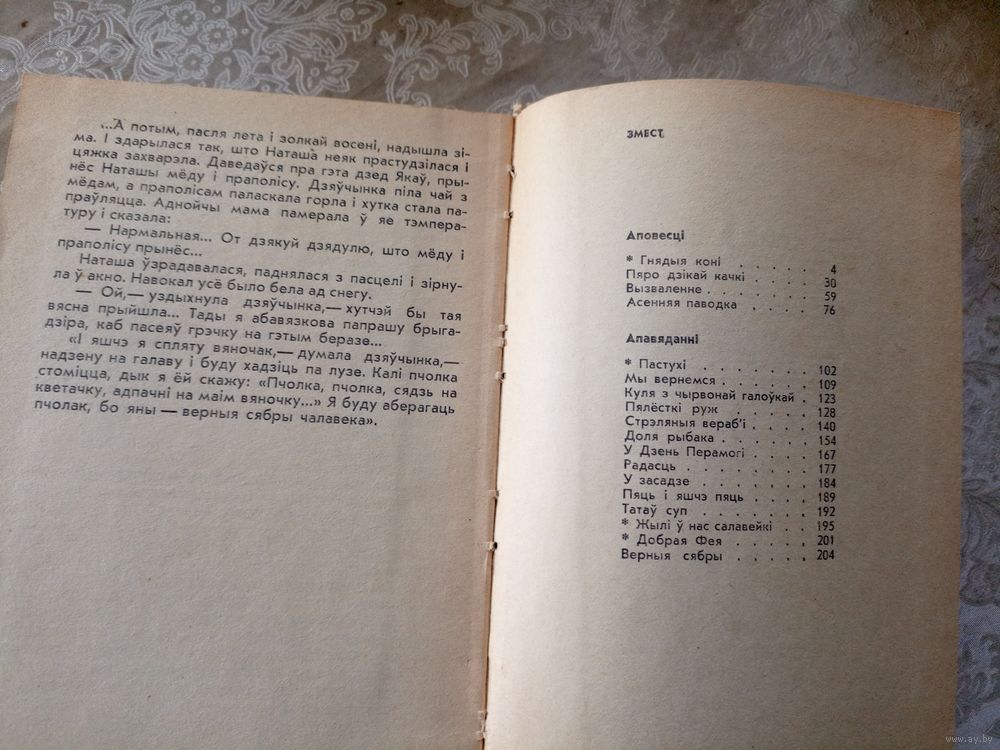 ...А потым, пасля лета і золкай восені, надышла зі-
ма. І здарылася так, што Наташа неяк прастудзілася і
цяжка захварэла. Даведаўся пра гэта дзед Якаў, пры-
нёс Наташы мёду і праполісу. Дзяўчынка піла чай з
мёдам, а праполісам паласкала горла і хутка стала па-
праўляцца. Аднойчы мама памерала ў яе тэмпера-
туру і сказала:
— Нармальная... От дзякуй дзядулю, што мёду і
праполісу прынёс...
Наташа ўзрадавалася, паднялася з пасцелі і зірну-
ла ў акно. Навокал усё было бела ад снегу.
— Ой,— уздыхнула дзяўчынка,— хутчэй бы тая
вясна прыйшла... Тады я абавязкова папрашу брыга-
дзіра, каб пасеяў грэчку на гэтым беразе...
«І яшчэ я спляту вяночак,— думала дзяўчынка,—
надзену на галаву і буду хадзіць па лузе. Калі пчолка
стоміцца, дык я ёй скажу: «Пчолка, пчолка, сядзь на
кветачку, адпачні на маім вяночку...» Я буду аберагаць
пчолак, бо яны — верныя сябры чалавека».
ЗМЕСТ
Аповесці
* Гнядыя коні . . . . . 4
Пяро дзікай качкі . . . . . 30
Вызваленне . . . . . . 59
Асенняя паводка . . . . . 76
Апавяданні
* Пастухі . . . . . . 102
Мы вернемся . . . . . . 109
Куля з чырвонай галоўкай . 123
Пялёсткі руж . . . . . 128
Стрэляныя вераб'і . . . . 140
Доля рыбака . . . . . . 154
У Дзень Перамогі . . . . . 167
Радасць . . . . . . . 177
У засадзе . . . . . . 184
Пяць і яшчэ пяць . . . . . 189
Татаў суп . . . . . . 192
* Жылі ў нас салавейкі . . 195
* Добрая Фея . . . . . 201
Верныя сябры . . . . . 204
www.ay.by